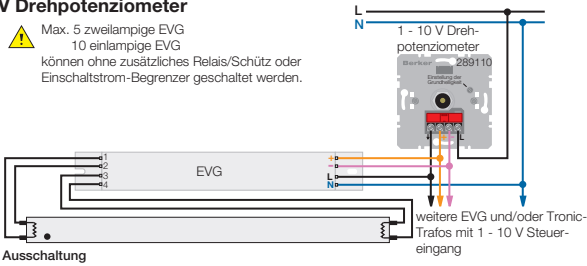 V Drehpotenziometer
Max. 5 zweilampige EVG
10 einlampige EVG
können ohne zusätzliches Relais/Schütz oder
Einschaltstrom-Begrenzer geschaltet werden.
L
N
1 - 10 V Dreh-
potenziometer
Berker
289110
Einstellung der
Grundhelligkeit
+ - L
1
2
3
4
EVG
+
-
L
N
weitere EVG und/oder Tronic-
Trafos mit 1 - 10 V Steuer-
eingang
Ausschaltung